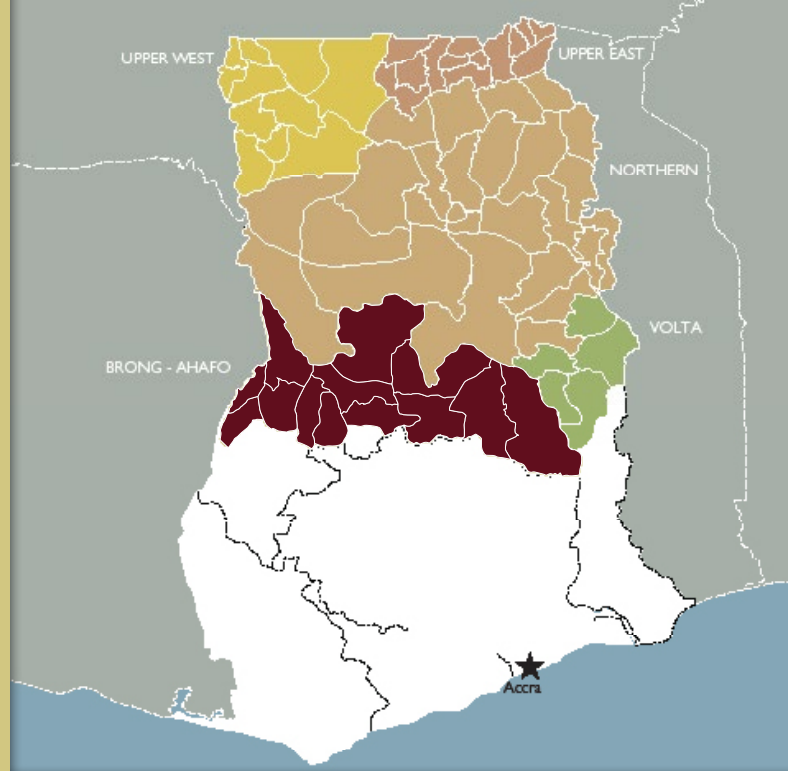 UPPER WEST
UPPER EAST
NORTHERN
VOLTA
BRONG - AHAFO
Accra